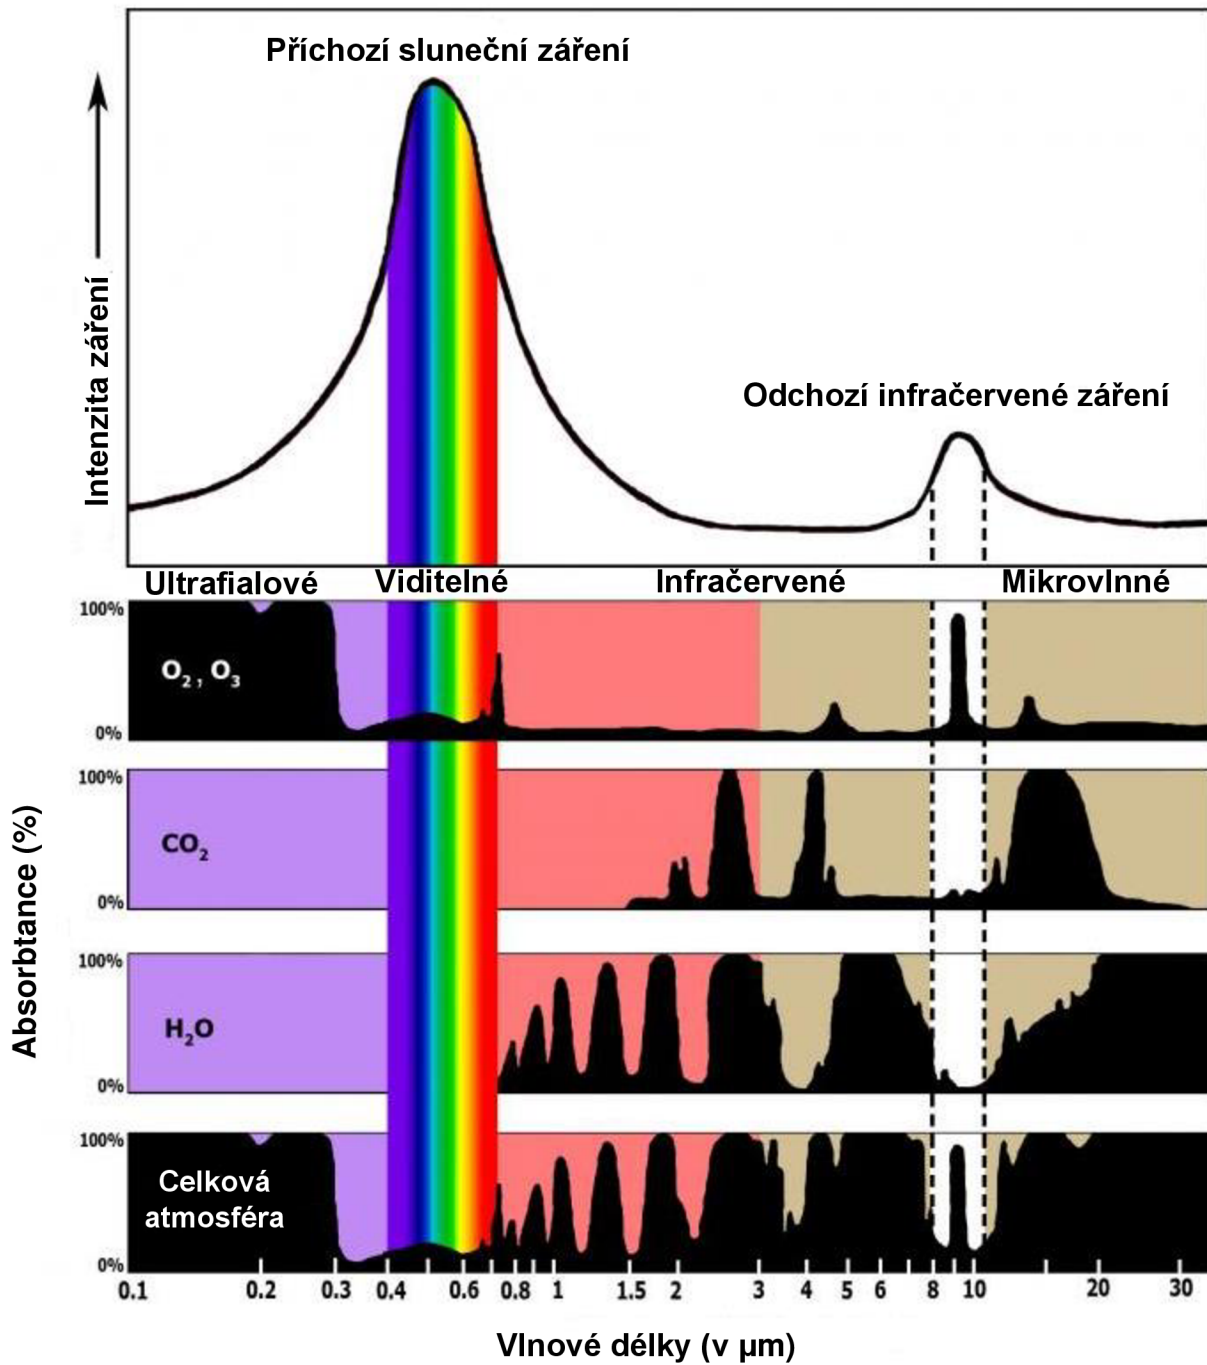 Příchozí sluneční záření
Intenzita záření
Odchozí infračervené záření
Ultrafialové Viditelné Infračervené Mikrovlnné
100%
O₂ , O₃
0%
100%
CO₂
0%
100%
H₂O
0%
100%
Celková
atmosféra
0%
Absorbtance (%)
0.1 0.2 0.3 0.4 0.6 0.8 1 1.5 2 3 4 5 6 8 10 20 30
Vlnové délky (v µm)